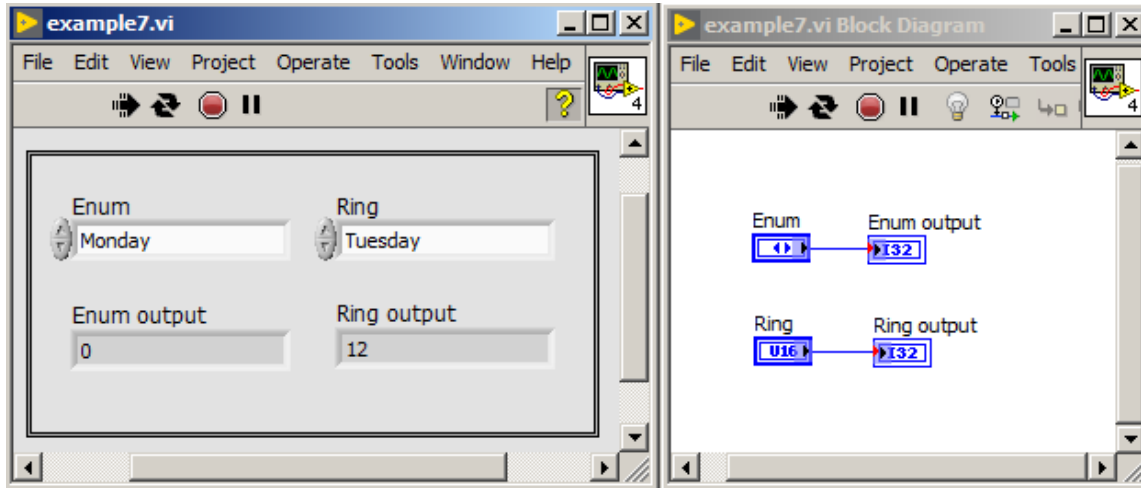 example7.vi
File Edit View Project Operate Tools Window Help
?
4
Enum
Monday
Ring
Tuesday
Enum output
0
Ring output
12
example7.vi Block Diagram
File Edit View Project Operate Tools
4
Enum
Enum output
I32
Ring
U16
Ring output
I32